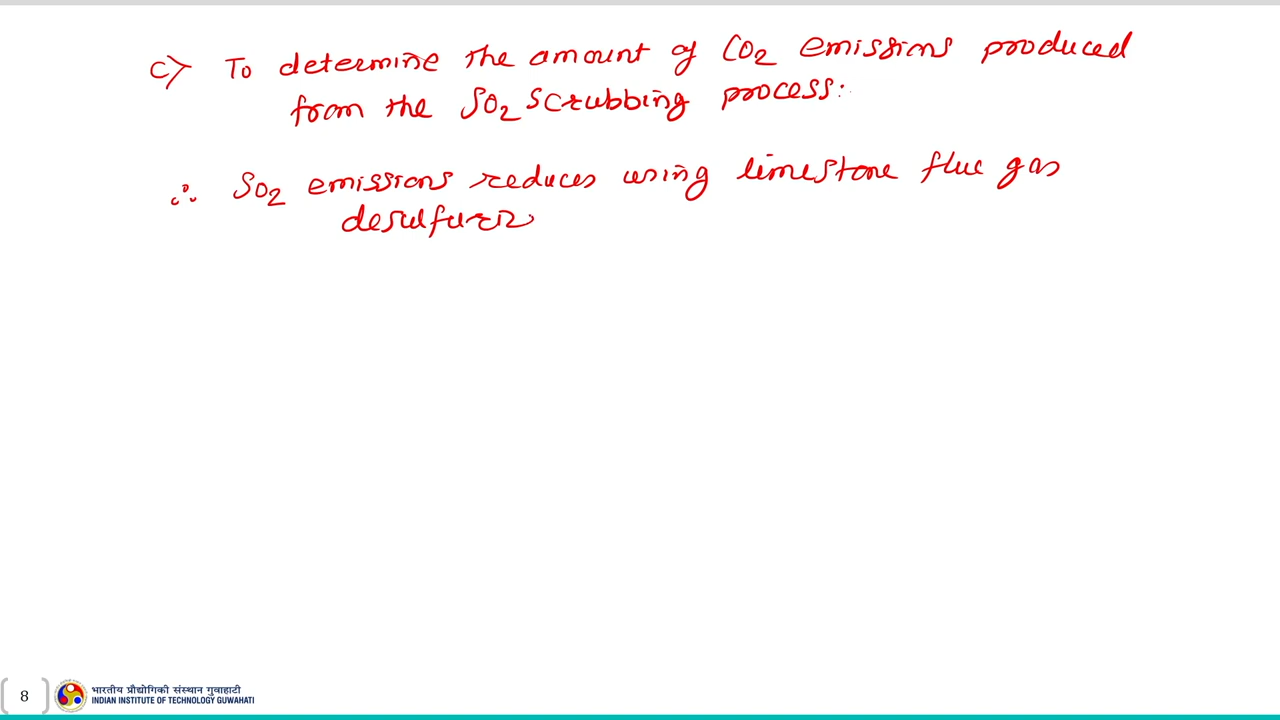 c) To determine the amount of CO2 emissions produced
from the SO2 scrubbing process:
∴ SO2 emissions reduces using limestone flue gas
desulfuriz
8
भारतीय प्रौद्योगिकी संस्थान गुवाहाटी
INDIAN INSTITUTE OF TECHNOLOGY GUWAHATI